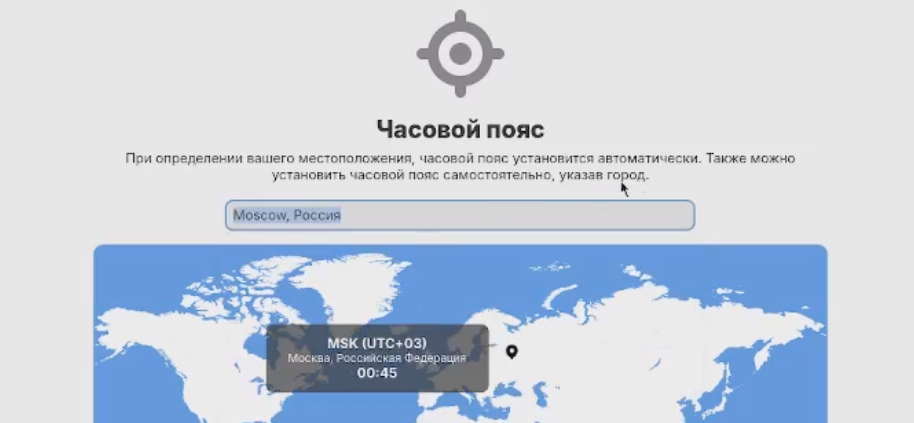 Часовой пояс
При определении вашего местоположения, часовой пояс установится автоматически. Также можно
установить часовой пояс самостоятельно, указав город.
Moscow, Россия
MSK (UTC+03)
Москва, Российская Федерация
00:45